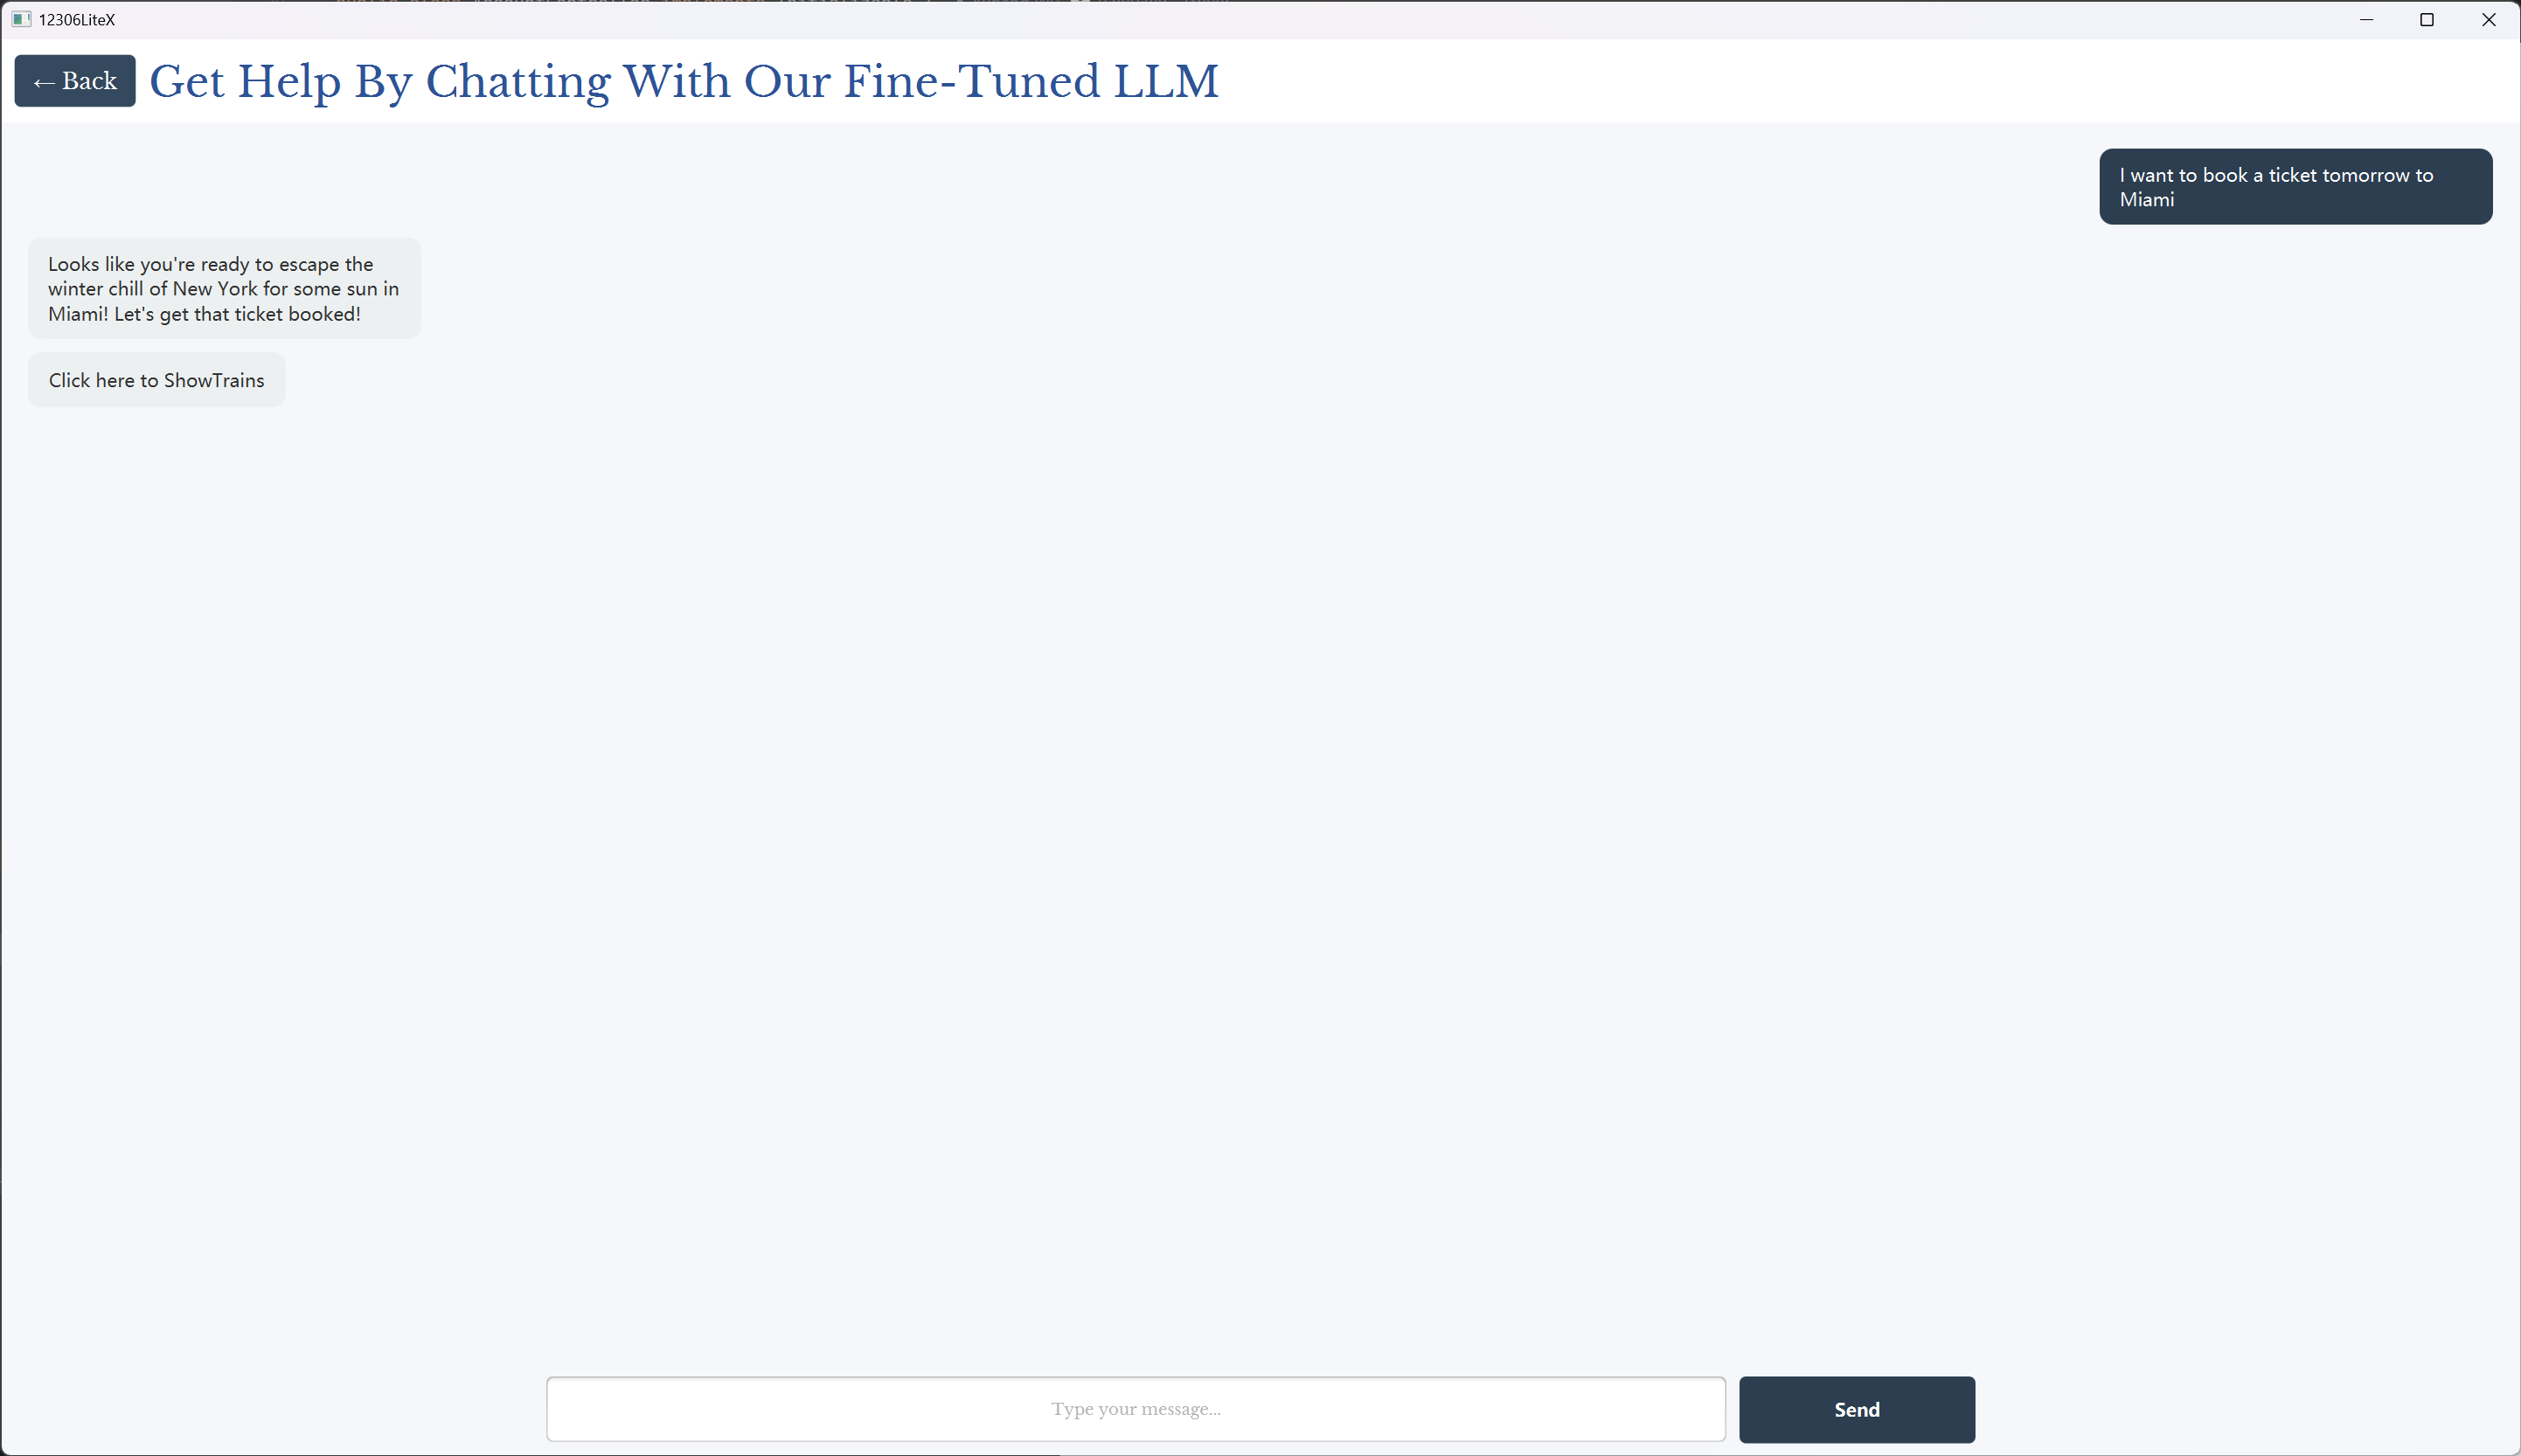 12306LiteX
← Back
Get Help By Chatting With Our Fine-Tuned LLM
I want to book a ticket tomorrow to
Miami
Looks like you're ready to escape the
winter chill of New York for some sun in
Miami! Let's get that ticket booked!
Click here to ShowTrains
Type your message...
Send